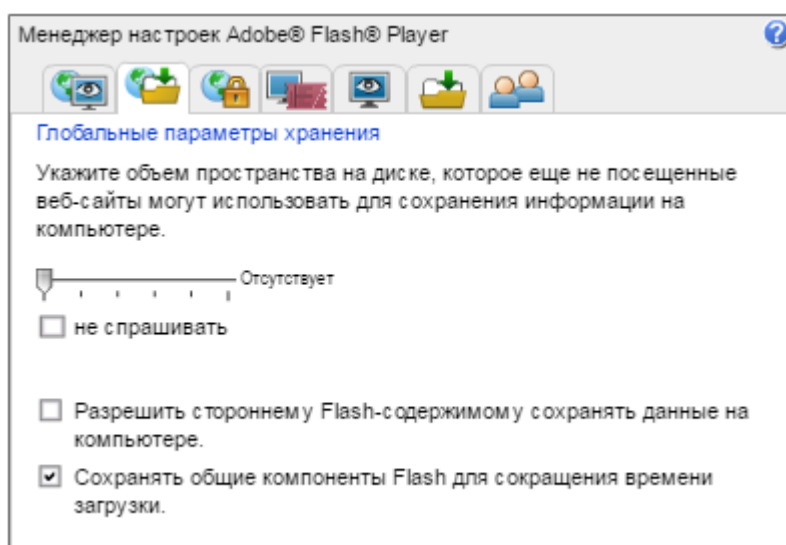 Менеджер настроек Adobe® Flash® Player
?
Глобальные параметры хранения
Укажите объем пространства на диске, которое еще не посещенные
веб-сайты могут использовать для сохранения информации на
компьютере.
Отсутствует
не спрашивать
Разрешить стороннему Flash-содержимому сохранять данные на
компьютере.
Сохранять общие компоненты Flash для сокращения времени
загрузки.